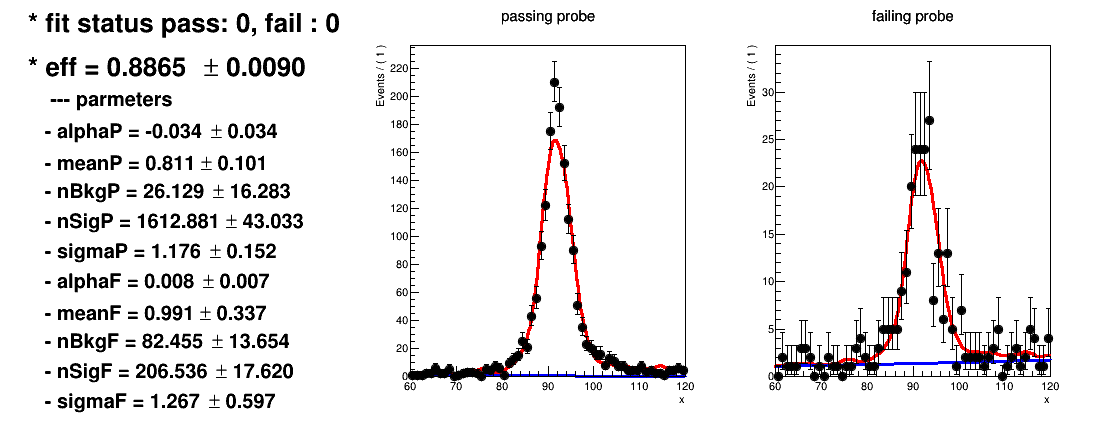 * fit status pass: 0, fail : 0
* eff = 0.8865 ± 0.0090
--- parmeters
- alphaP = -0.034 ± 0.034
- meanP = 0.811 ± 0.101
- nBkgP = 26.129 ± 16.283
- nSigP = 1612.881 ± 43.033
- sigmaP = 1.176 ± 0.152
- alphaF = 0.008 ± 0.007
- meanF = 0.991 ± 0.337
- nBkgF = 82.455 ± 13.654
- nSigF = 206.536 ± 17.620
- sigmaF = 1.267 ± 0.597
passing probe
Events / ( 1 )
220
200
180
160
140
120
100
80
60
40
20
0
60 70 80 90 100 110 120
x
failing probe
Events / ( 1 )
30
25
20
15
10
5
0
60 70 80 90 100 110 120
x